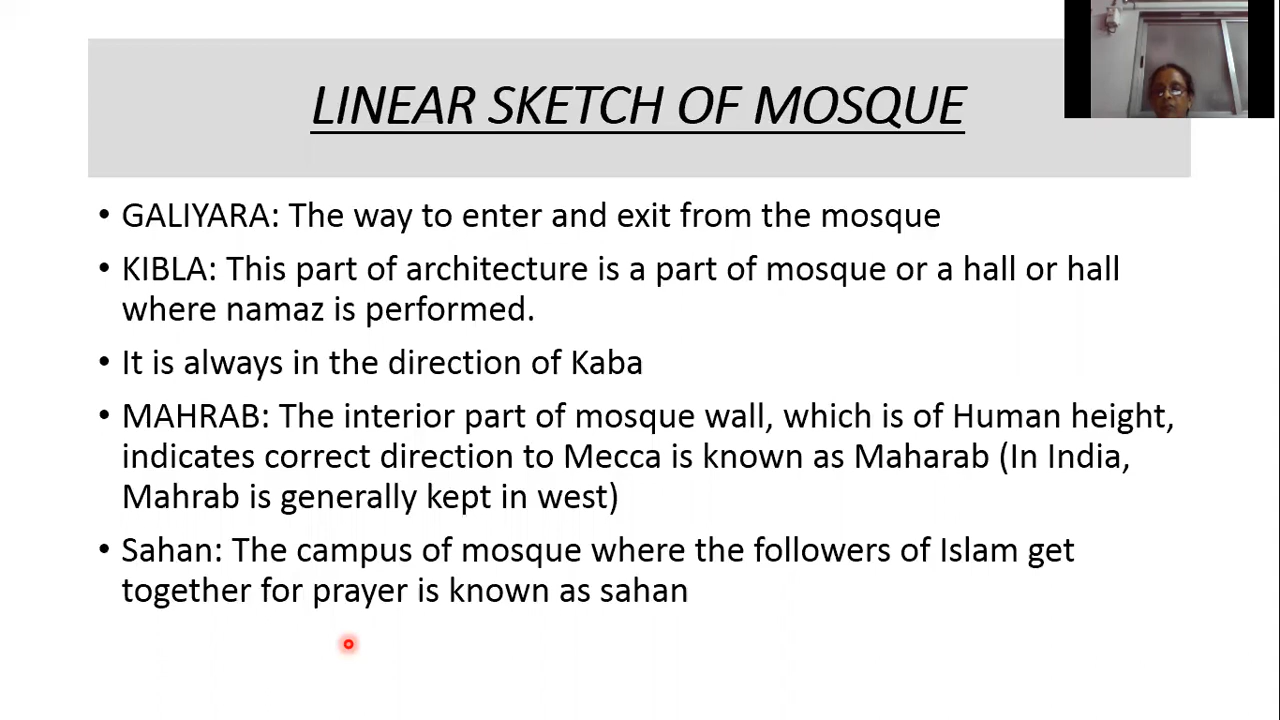 LINEAR SKETCH OF MOSQUE
• GALIYARA: The way to enter and exit from the mosque
• KIBLA: This part of architecture is a part of mosque or a hall or hall
where namaz is performed.
• It is always in the direction of Kaba
• MAHRAB: The interior part of mosque wall, which is of Human height,
indicates correct direction to Mecca is known as Maharab (In India,
Mahrab is generally kept in west)
• Sahan: The campus of mosque where the followers of Islam get
together for prayer is known as sahan